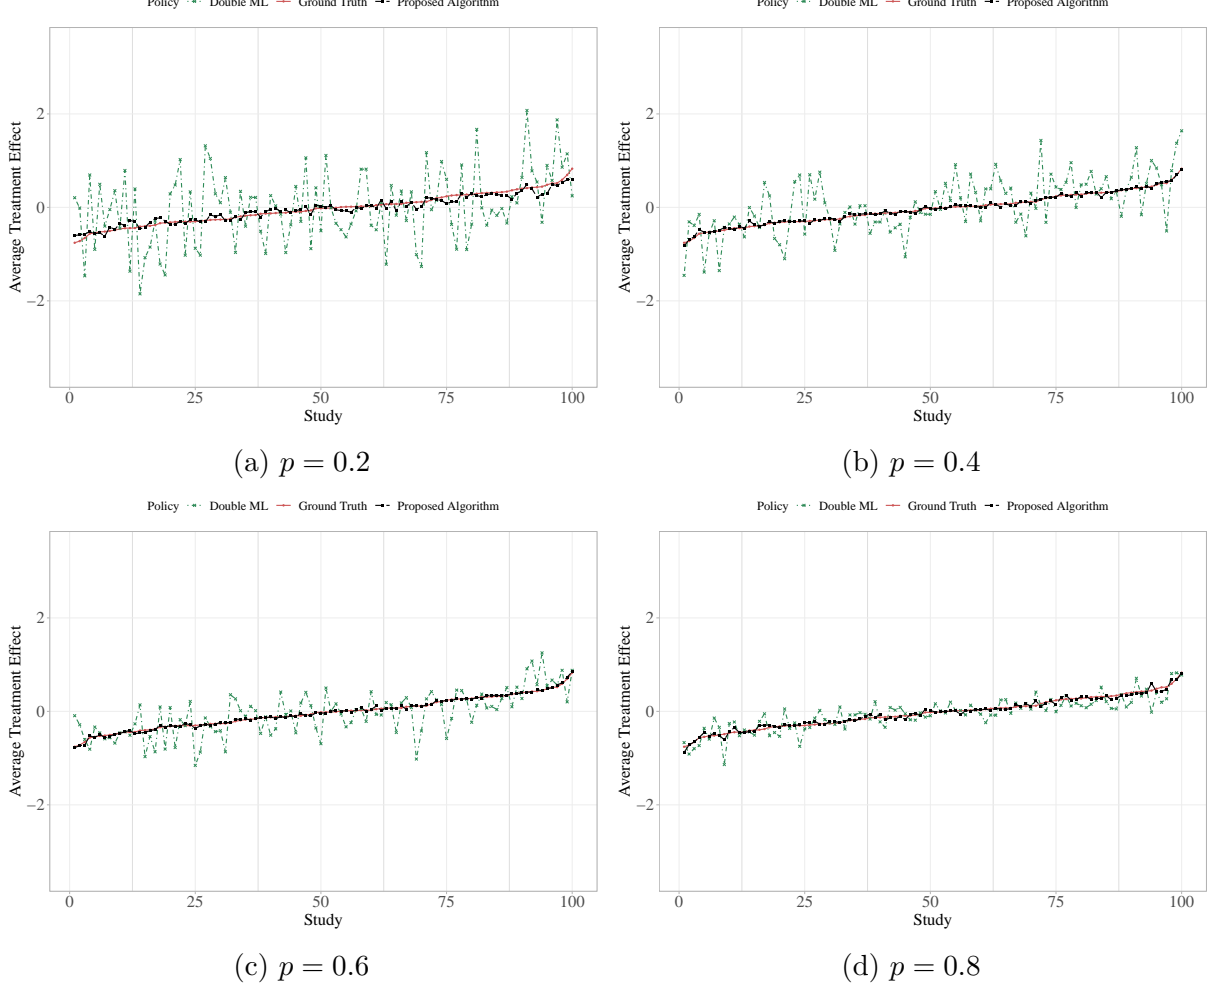 Policy Double ML Ground Truth Proposed Algorithm
Average Treatment Effect
2
0
−2
0 25 50 75 100
Study
(a) p = 0.2
Policy Double ML Ground Truth Proposed Algorithm
Average Treatment Effect
2
0
−2
0 25 50 75 100
Study
(b) p = 0.4
Policy Double ML Ground Truth Proposed Algorithm
Average Treatment Effect
2
0
−2
0 25 50 75 100
Study
(c) p = 0.6
Policy Double ML Ground Truth Proposed Algorithm
Average Treatment Effect
2
0
−2
0 25 50 75 100
Study
(d) p = 0.8